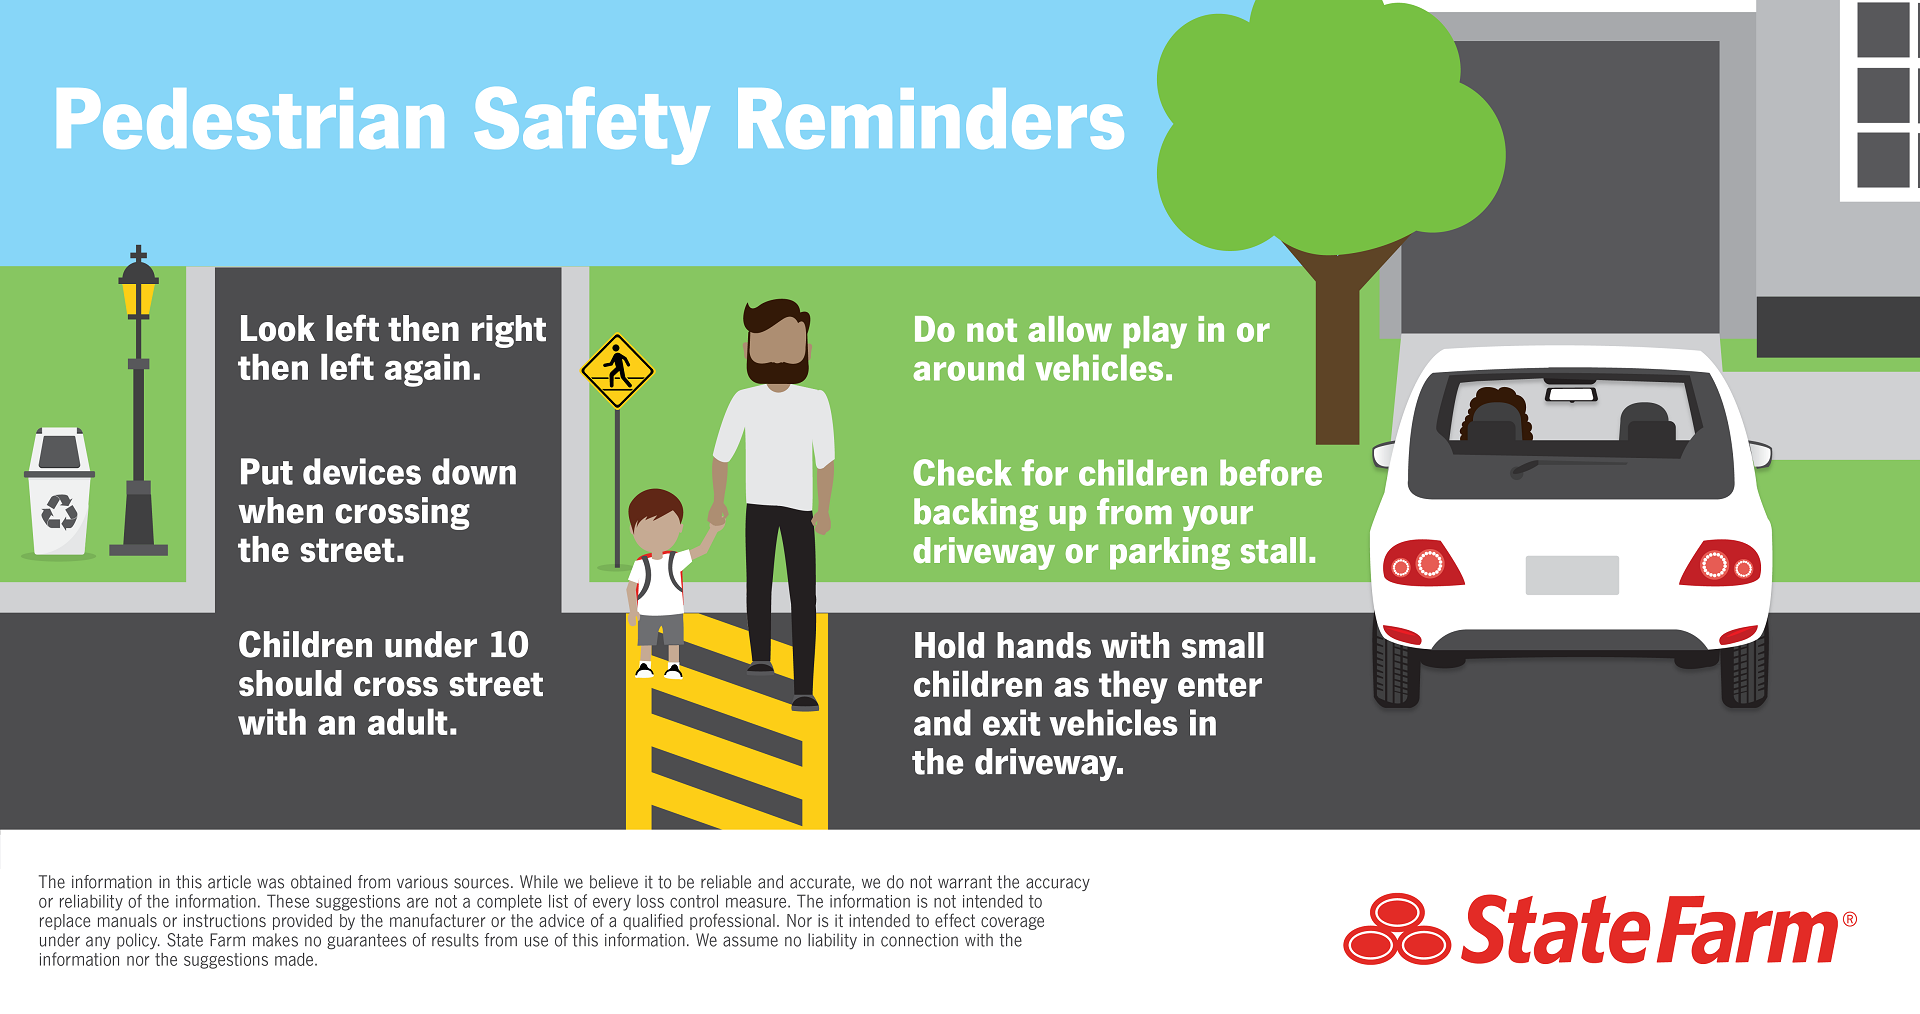 Pedestrian Safety Reminders
Look left then right
then left again.
Put devices down
when crossing
the street.
Children under 10
should cross street
with an adult.
Do not allow play in or
around vehicles.
Check for children before
backing up from your
driveway or parking stall.
Hold hands with small
children as they enter
and exit vehicles in
the driveway.
The information in this article was obtained from various sources. While we believe it to be reliable and accurate, we do not warrant the accuracy
or reliability of the information. These suggestions are not a complete list of every loss control measure. The information is not intended to
replace manuals or instructions provided by the manufacturer or the advice of a qualified professional. Nor is it intended to effect coverage
under any policy. State Farm makes no guarantees of results from use of this information. We assume no liability in connection with the
information nor the suggestions made.
StateFarm®